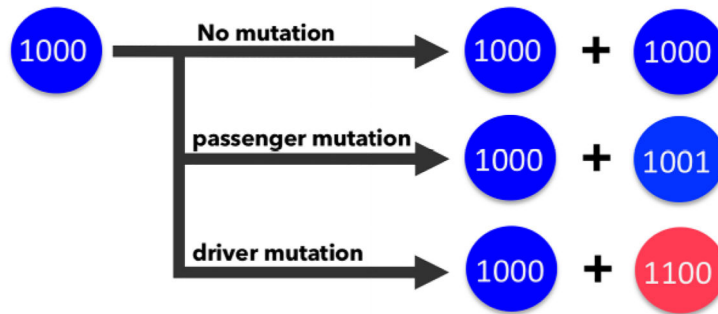 No mutation
1000 1000 + 1000
passenger mutation
1000 + 1001
driver mutation
1000 + 1100